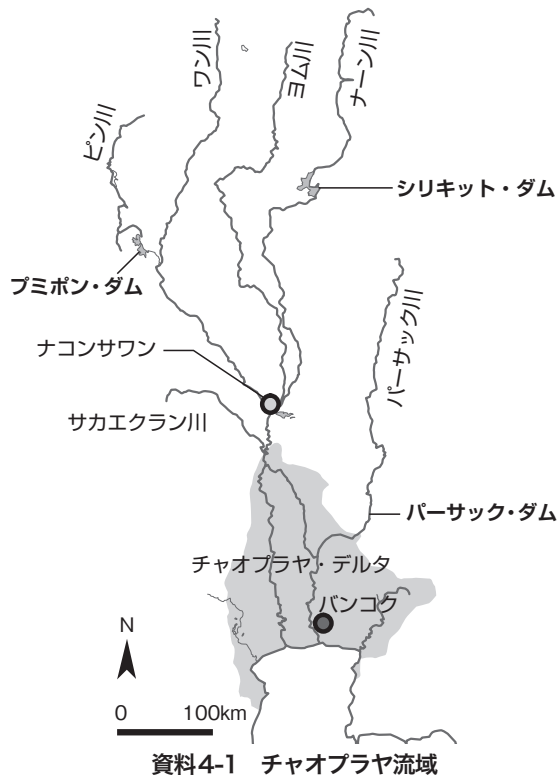 ワン川
ヨム川
ナーン川
ピン川
シリキット・ダム
プミポン・ダム
パーサック川
ナコンサワン
サカエクラン川
パーサック・ダム
チャオプラヤ・デルタ
バンコク
N
0 100km
資料4-1 チャオプラヤ流域